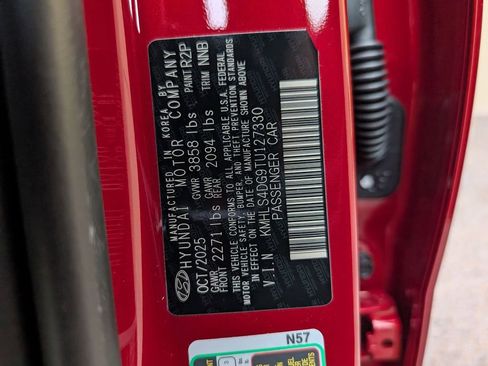 MANUFACTURED IN KOREA BY
HYUNDAI MOTOR COMPANY
OCT/2025 GVWR 3858 lbs PAINT R2P
GAWR FRONT 2271 lbs GAWR REAR 2094 lbs TRIM NNB
THIS VEHICLE CONFORMS TO ALL APPLICABLE U.S.A. FEDERAL
MOTOR VEHICLE SAFETY, BUMPER, AND THEFT PREVENTION STANDARDS
IN EFFECT ON THE DATE OF MANUFACTURE SHOWN ABOVE
V.I.N KMHLS4DG9TU127330
PASSENGER CAR
N57